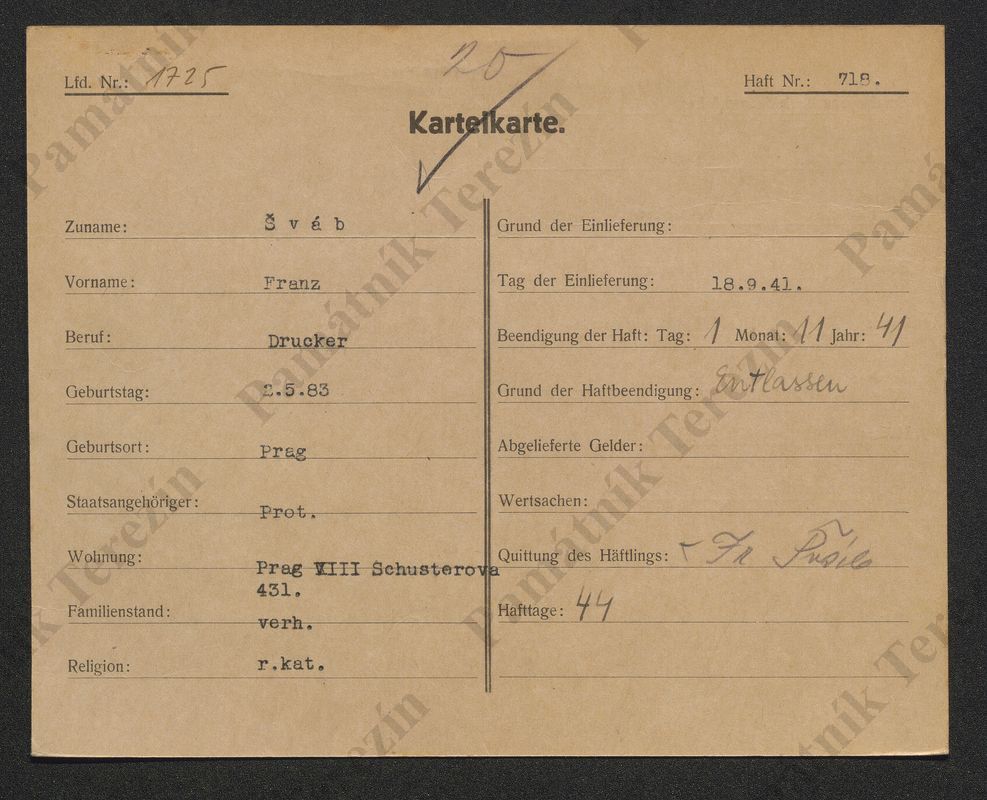 Lfd. Nr.: 1725
20
Haft Nr.: 718.
Karteikarte.
Zuname: Šváb
Vorname: Franz
Beruf: Drucker
Geburtstag: 2.5.83
Geburtsort: Prag
Staatsangehöriger: Prot.
Wohnung: Prag VIII Schusterova
431.
Familienstand: verh.
Religion: r.kat.
Grund der Einlieferung:
Tag der Einlieferung: 18.9.41.
Beendigung der Haft: Tag: 1 Monat: 11 Jahr: 41
Grund der Haftbeendigung: Entlassen
Abgelieferte Gelder:
Wertsachen:
Quittung des Häftlings: Fr
Hafttage: 44
Památník Terezín